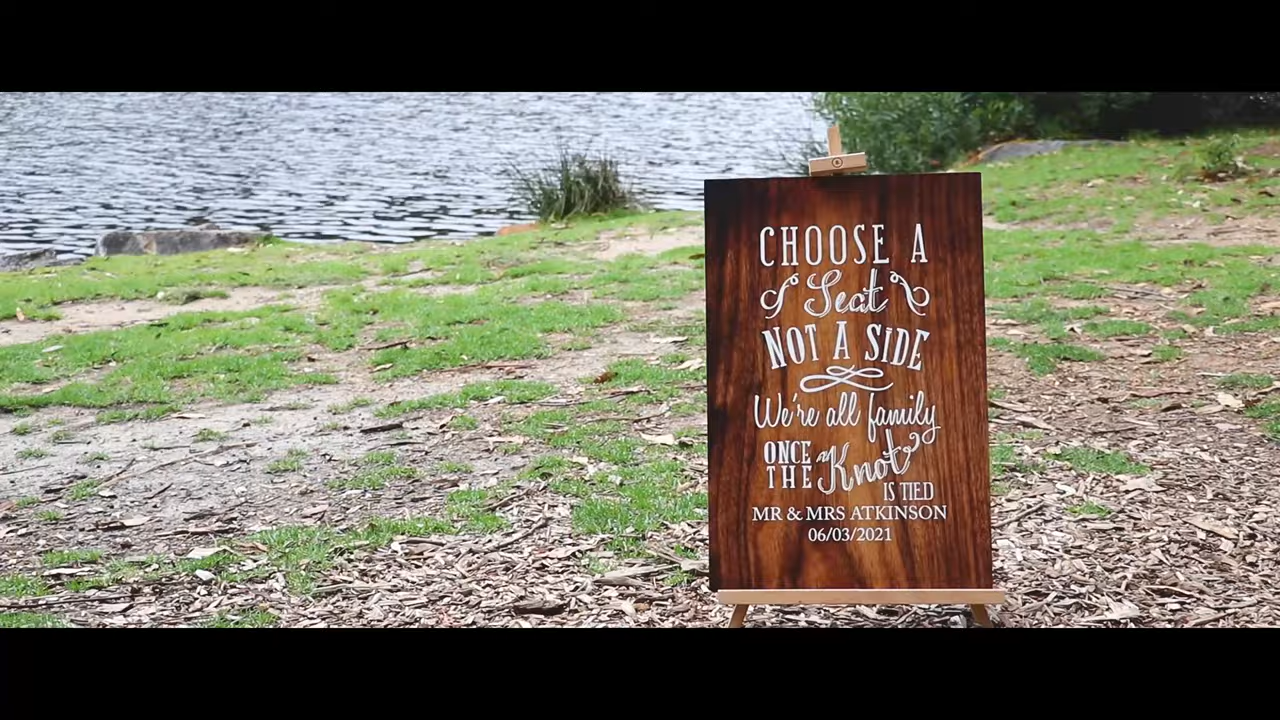 CHOOSE A
Seat
NOT A SIDE
We're all family
ONCE
THE Knot
IS TIED
MR & MRS ATKINSON
06/03/2021